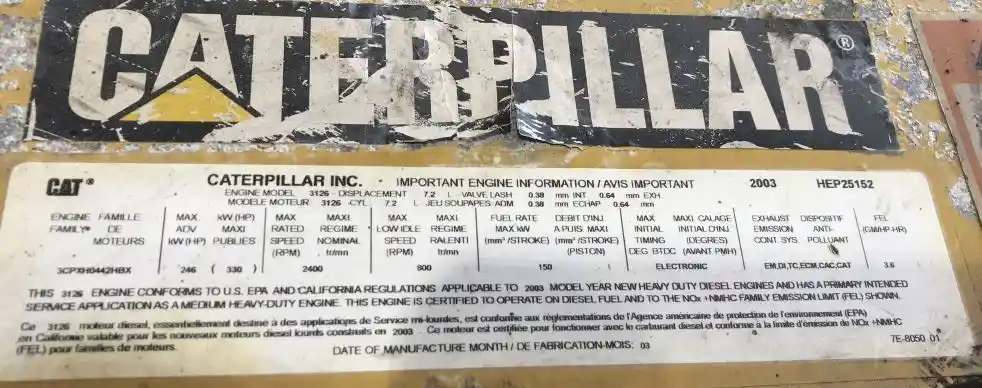 CATERPILLAR®
CAT® CATERPILLAR INC. • IMPORTANT ENGINE INFORMATION / AVIS IMPORTANT 2003 HEP25152
ENGINE MODEL 3126 - DISPLACEMENT 7.2 L - VALVE LASH 0.38 mm INT 0.64 mm EXH
MODELE MOTEUR 3126 -CYL. 7.2 L - JEU SOUPAPES: ADM. 0.38 mm ECHAP 0.64 mm
ENGINE FAMILLE MAX. kW (HP) MAX. MAXI MAX. MAXI. FUEL RATE DEBIT D'INJ MAX. MAXI CALAGE EXHAUST DISPOSITIF FEL
FAMILY® DE ADV MAXI RATED REGIME LOW IDLE REGIME MAX kW A PUIS. MAXI INITIAL INITIAL D'INJ EMISSION ANTI- (GM/HP-HR)
MOTEURS kW (HP) PUBLIES SPEED NOMINAL SPEED RALENTI (mm³ /STROKE) (mm³ /STROKE) TIMING (DEGRES) CONT. SYS. POLLUANT
(RPM) tr/mn (RPM) tr/mn (PISTON) DEG BTDC (AVANT PMH)
3CPXH0442HBX 246 ( 330 ) 2400 800 150 ELECTRONIC EM,DI,TC,ECM,CAC,CAT 3.6
THIS 3126 ENGINE CONFORMS TO U.S. EPA AND CALIFORNIA REGULATIONS APPLICABLE TO 2003 MODEL YEAR NEW HEAVY DUTY DIESEL ENGINES AND HAS A PRIMARY INTENDED
SERVICE APPLICATION AS A MEDIUM HEAVY-DUTY ENGINE. THIS ENGINE IS CERTIFIED TO OPERATE ON DIESEL FUEL AND TO THE NOx +NMHC FAMILY EMISSION LIMIT (FEL) SHOWN.
Ce 3126 moteur diesel, essentiellement destiné à des applications de Service mi-lourdes, est conforme aux réglementations de l'Agence américaine de protection de l'environnement (EPA)
en Californie valable pour les nouveaux moteurs diesel lourds construits en 2003 . Ce moteur est certifiée pour fonctionner avec le carburant diesel et conforme à la limite d'émission de NOx +NMHC
(FEL) pour familles de moteurs.
DATE OF MANUFACTURE MONTH / DE FABRICATION-MOIS: 03
7E-8050 01